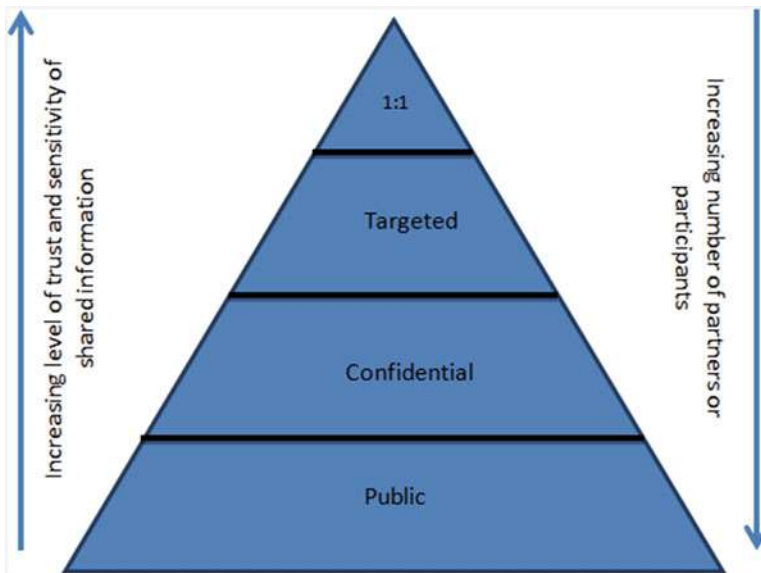 Increasing level of trust and sensitivity of
shared information
1:1
Targeted
Confidential
Public
Increasing number of partners or
participants